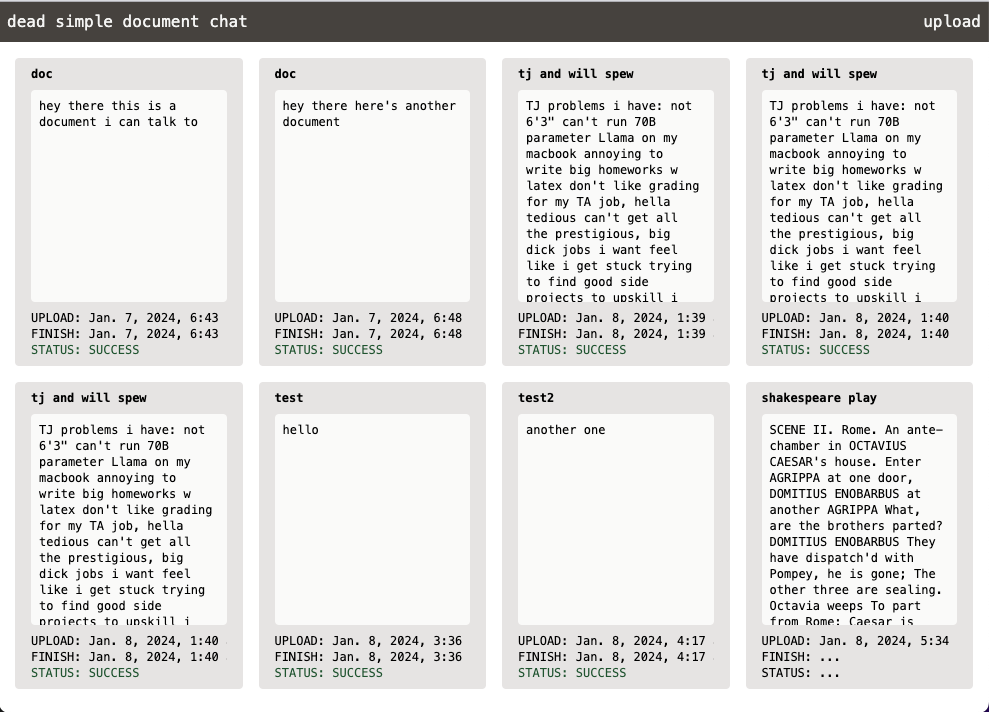 dead simple document chat
upload
doc
hey there this is a
document i can talk to
UPLOAD: Jan. 7, 2024, 6:43
FINISH: Jan. 7, 2024, 6:43
STATUS: SUCCESS
doc
hey there here's another
document
UPLOAD: Jan. 7, 2024, 6:48
FINISH: Jan. 7, 2024, 6:48
STATUS: SUCCESS
tj and will spew
TJ problems i have: not
6'3" can't run 70B
parameter Llama on my
macbook annoying to
write big homeworks w
latex don't like grading
for my TA job, hella
tedious can't get all
the prestigious, big
dick jobs i want feel
like i get stuck trying
to find good side
projects to upskill i
UPLOAD: Jan. 8, 2024, 1:39
FINISH: Jan. 8, 2024, 1:39
STATUS: SUCCESS
tj and will spew
TJ problems i have: not
6'3" can't run 70B
parameter Llama on my
macbook annoying to
write big homeworks w
latex don't like grading
for my TA job, hella
tedious can't get all
the prestigious, big
dick jobs i want feel
like i get stuck trying
to find good side
projects to upskill i
UPLOAD: Jan. 8, 2024, 1:40
FINISH: Jan. 8, 2024, 1:40
STATUS: SUCCESS
tj and will spew
TJ problems i have: not
6'3" can't run 70B
parameter Llama on my
macbook annoying to
write big homeworks w
latex don't like grading
for my TA job, hella
tedious can't get all
the prestigious, big
dick jobs i want feel
like i get stuck trying
to find good side
projects to upskill i
UPLOAD: Jan. 8, 2024, 1:40
FINISH: Jan. 8, 2024, 1:40
STATUS: SUCCESS
test
hello
UPLOAD: Jan. 8, 2024, 3:36
FINISH: Jan. 8, 2024, 3:36
STATUS: SUCCESS
test2
another one
UPLOAD: Jan. 8, 2024, 4:17
FINISH: Jan. 8, 2024, 4:17
STATUS: SUCCESS
shakespeare play
SCENE II. Rome. An ante-
chamber in OCTAVIUS
CAESAR's house. Enter
AGRIPPA at one door,
DOMITIUS ENOBARBUS at
another AGRIPPA What,
are the brothers parted?
DOMITIUS ENOBARBUS They
have dispatch'd with
Pompey, he is gone; The
other three are sealing.
Octavia weeps To part
from Rome; Caesar is
UPLOAD: Jan. 8, 2024, 5:34
FINISH: ...
STATUS: ...